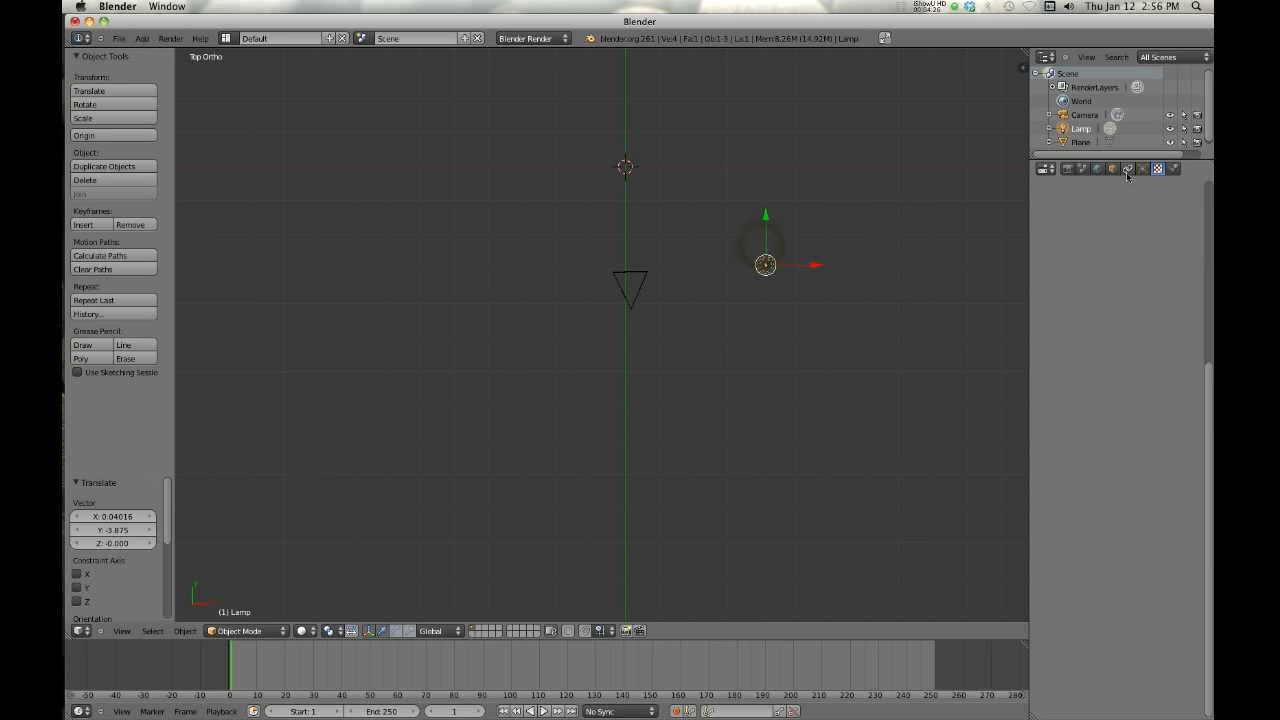 Blender Window
iShowU HD
00:04:26
Thu Jan 12 2:56 PM
Blender
File Add Render Help Default Scene Blender Render blender.org 261 | Ve:4 | Fa:1 | Ob:1-3 | La:1 | Mem:8.26M (14.92M) | Lamp
View Search All Scenes
Object Tools
Top Ortho
Transform:
Translate
Rotate
Scale
Origin
Object:
Duplicate Objects
Delete
Join
Keyframes:
Insert Remove
Motion Paths:
Calculate Paths
Clear Paths
Repeat:
Repeat Last
History...
Grease Pencil:
Draw Line
Poly Erase
Use Sketching Sessio
Translate
Vector
X: 0.04016
Y: -3.875
Z: -0.000
Constraint Axis
X
Y
Z
Orientation
Scene
RenderLayers
World
Camera
Lamp
Plane
y
(1) Lamp
View Select Object Object Mode Global
-50 -40 -30 -20 -10 0 10 20 30 40 50 60 70 80 90 100 110 120 130 140 150 160 170 180 190 200 210 220 230 240 250 260 270 280
View Marker Frame Playback Start: 1 End: 250 1 No Sync